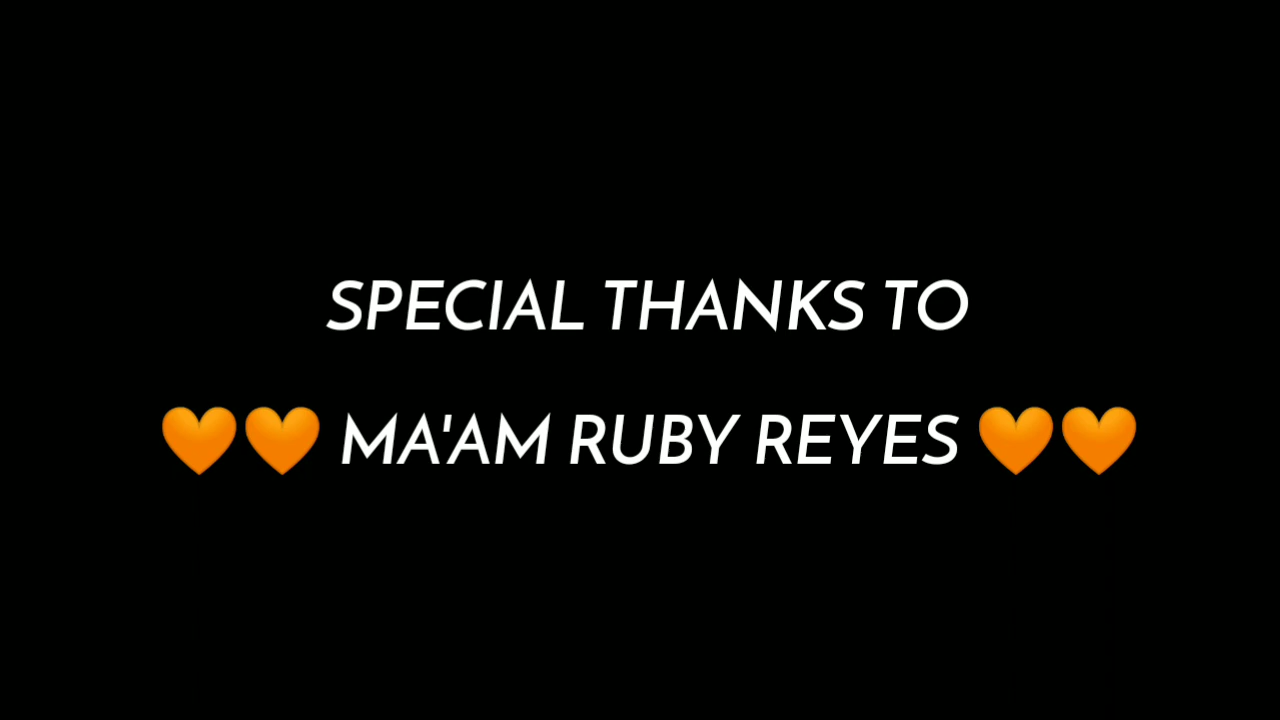 SPECIAL THANKS TO
🧡🧡 MA'AM RUBY REYES 🧡🧡